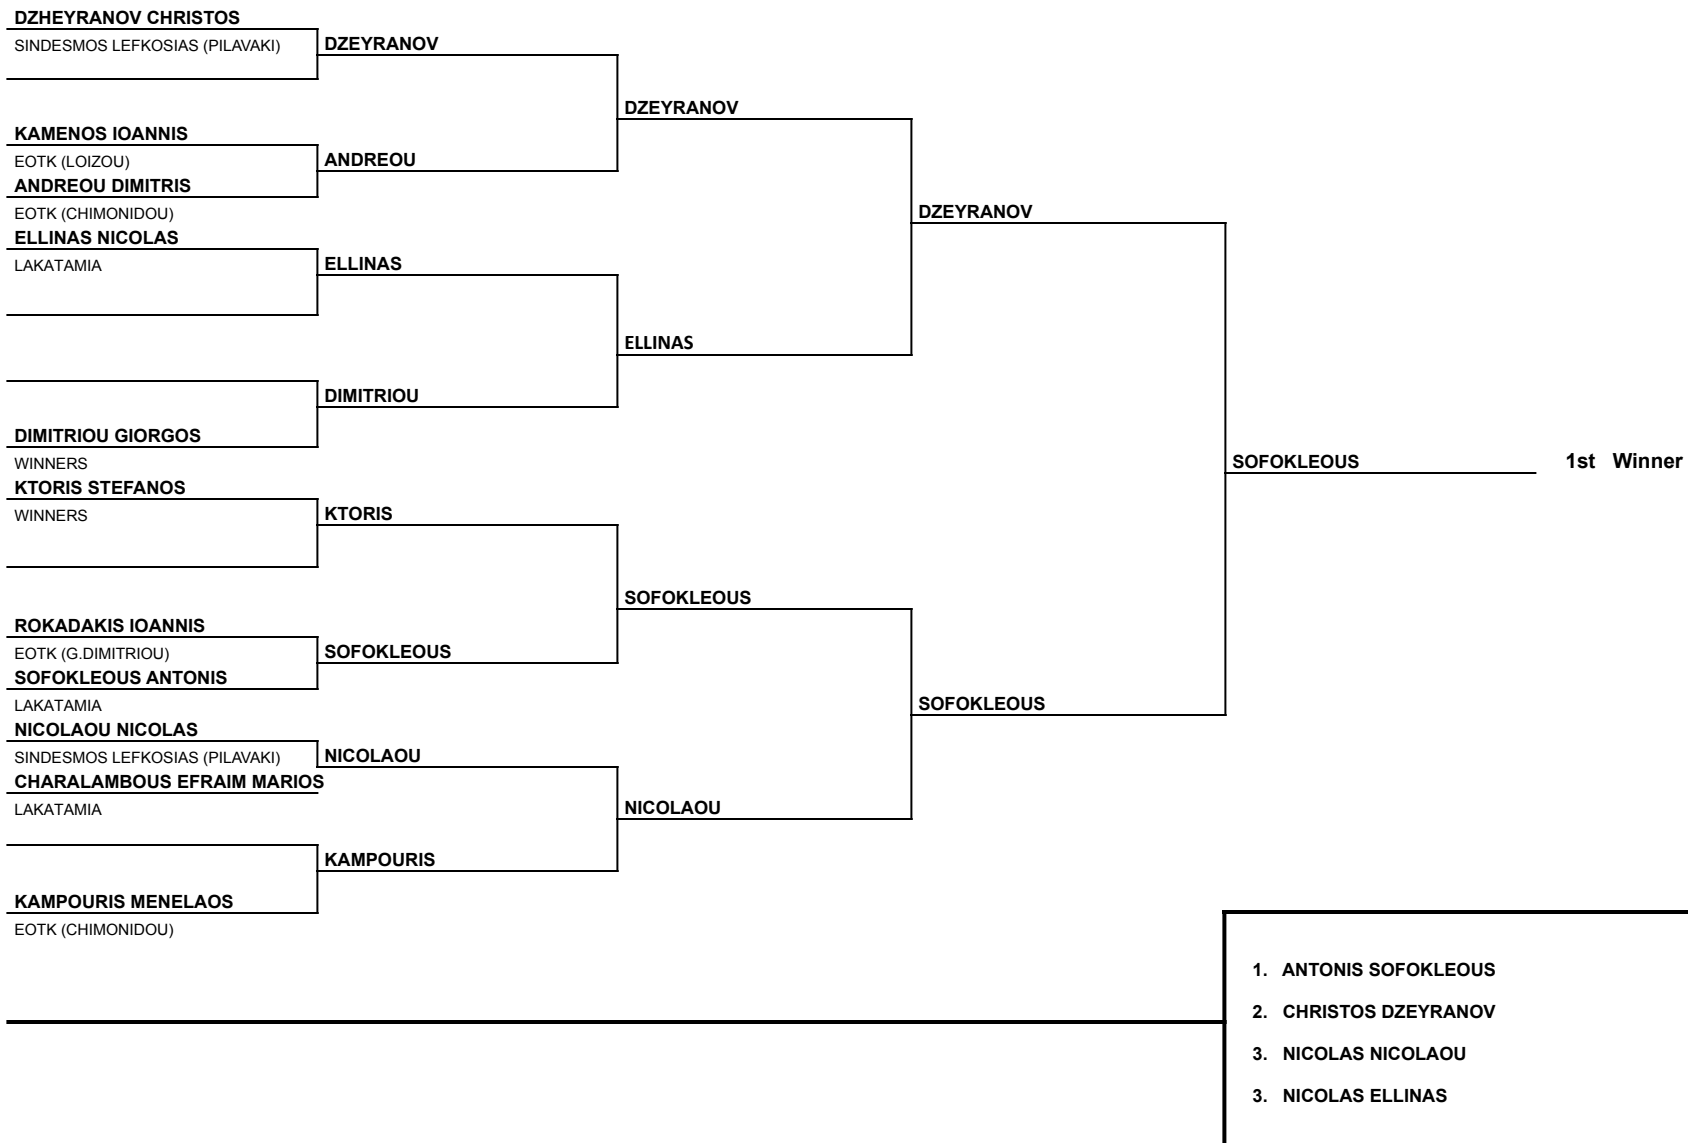 DZHEYRANOV CHRISTOS
SINDESMOS LEFKOSIAS (PILAVAKI)
KAMENOS IOANNIS
EOTK (LOIZOU)
ANDREOU DIMITRIS
EOTK (CHIMONIDOU)
ELLINAS NICOLAS
LAKATAMIA
DIMITRIOU GIORGOS
WINNERS
KTORIS STEFANOS
WINNERS
ROKADAKIS IOANNIS
EOTK (G.DIMITRIOU)
SOFOKLEOUS ANTONIS
LAKATAMIA
NICOLAOU NICOLAS
SINDESMOS LEFKOSIAS (PILAVAKI)
CHARALAMBOUS EFRAIM MARIOS
LAKATAMIA
KAMPOURIS MENELAOS
EOTK (CHIMONIDOU)
DZEYRANOV
ANDREOU
ELLINAS
DIMITRIOU
KTORIS
SOFOKLEOUS
NICOLAOU
KAMPOURIS
DZEYRANOV
ELLINAS
SOFOKLEOUS
NICOLAOU
DZEYRANOV
SOFOKLEOUS
SOFOKLEOUS
1st Winner
1. ANTONIS SOFOKLEOUS
2. CHRISTOS DZEYRANOV
3. NICOLAS NICOLAOU
3. NICOLAS ELLINAS